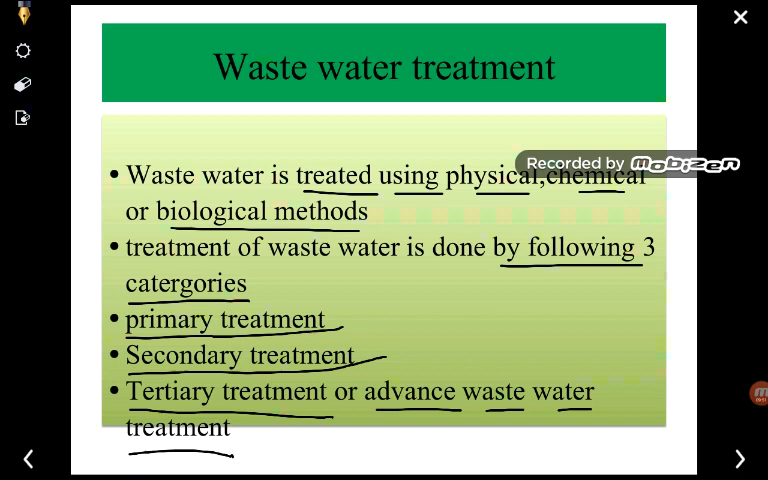 Waste water treatment
Recorded by mobizen
• Waste water is treated using physical,chemical
or biological methods
• treatment of waste water is done by following 3
catergories
• primary treatment
• Secondary treatment
• Tertiary treatment or advance waste water
treatment